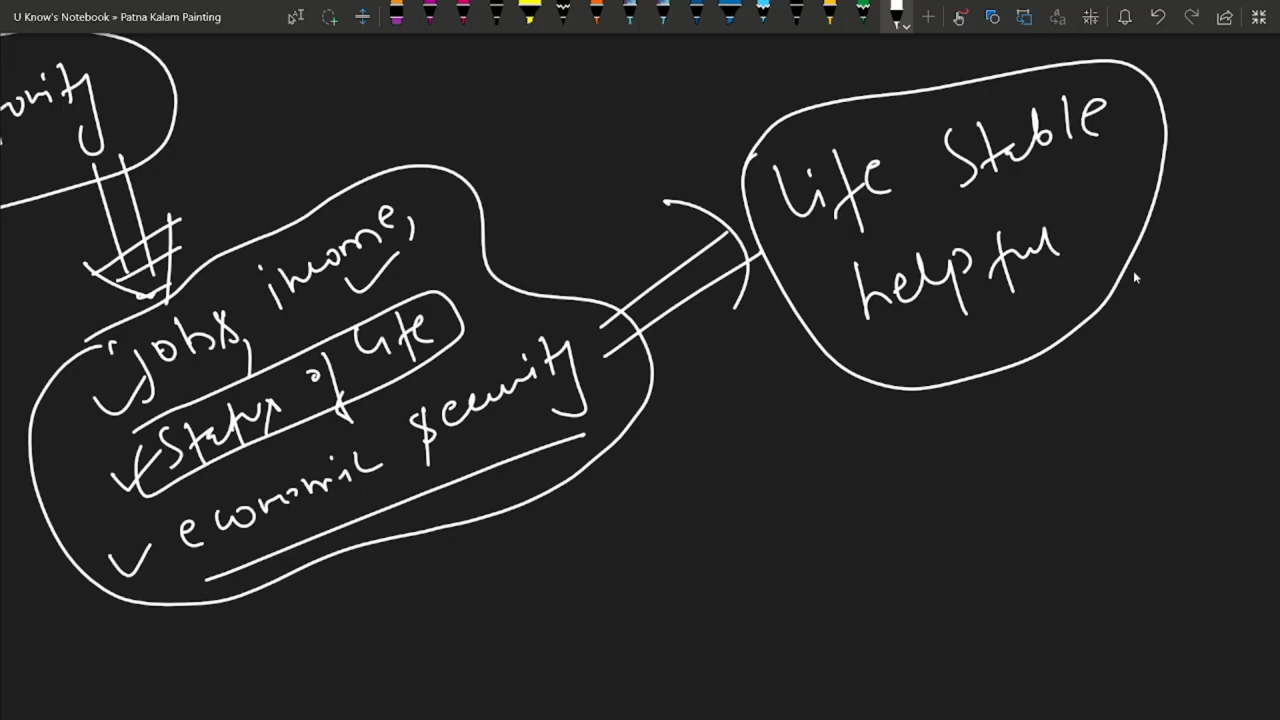 U Know's Notebook » Patna Kalam Painting
Life Stable
helpful
jobs, income,
Status of Life
economic security